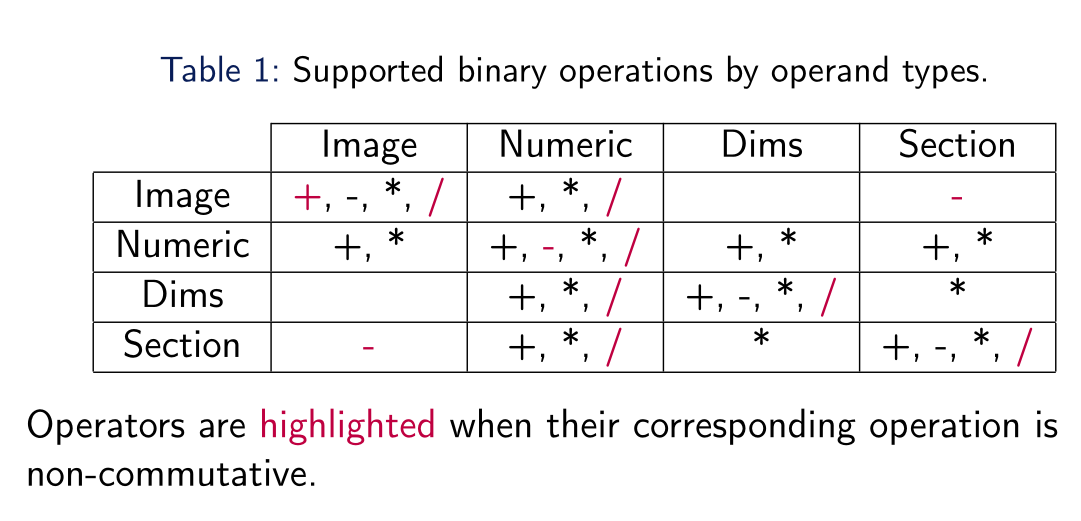 Table 1: Supported binary operations by operand types.
Image Numeric Dims Section
Image +, -, *, / +, *, / -
Numeric +, * +, -, *, / +, * +, *
Dims +, *, / +, -, *, / *
Section - +, *, / * +, -, *, /
Operators are highlighted when their corresponding operation is
non-commutative.